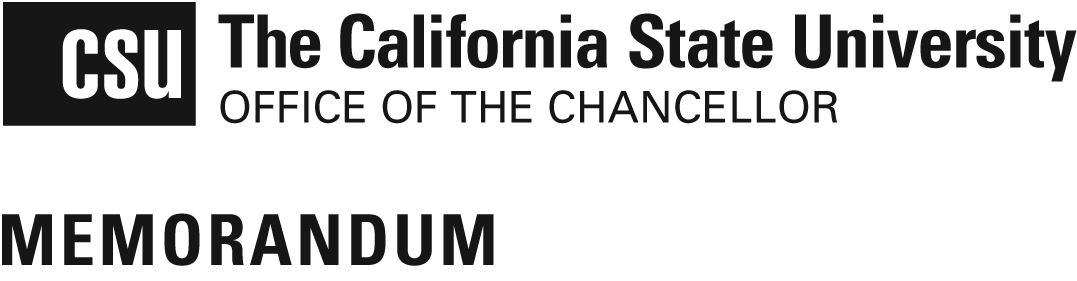 CSU The California State University
OFFICE OF THE CHANCELLOR
MEMORANDUM